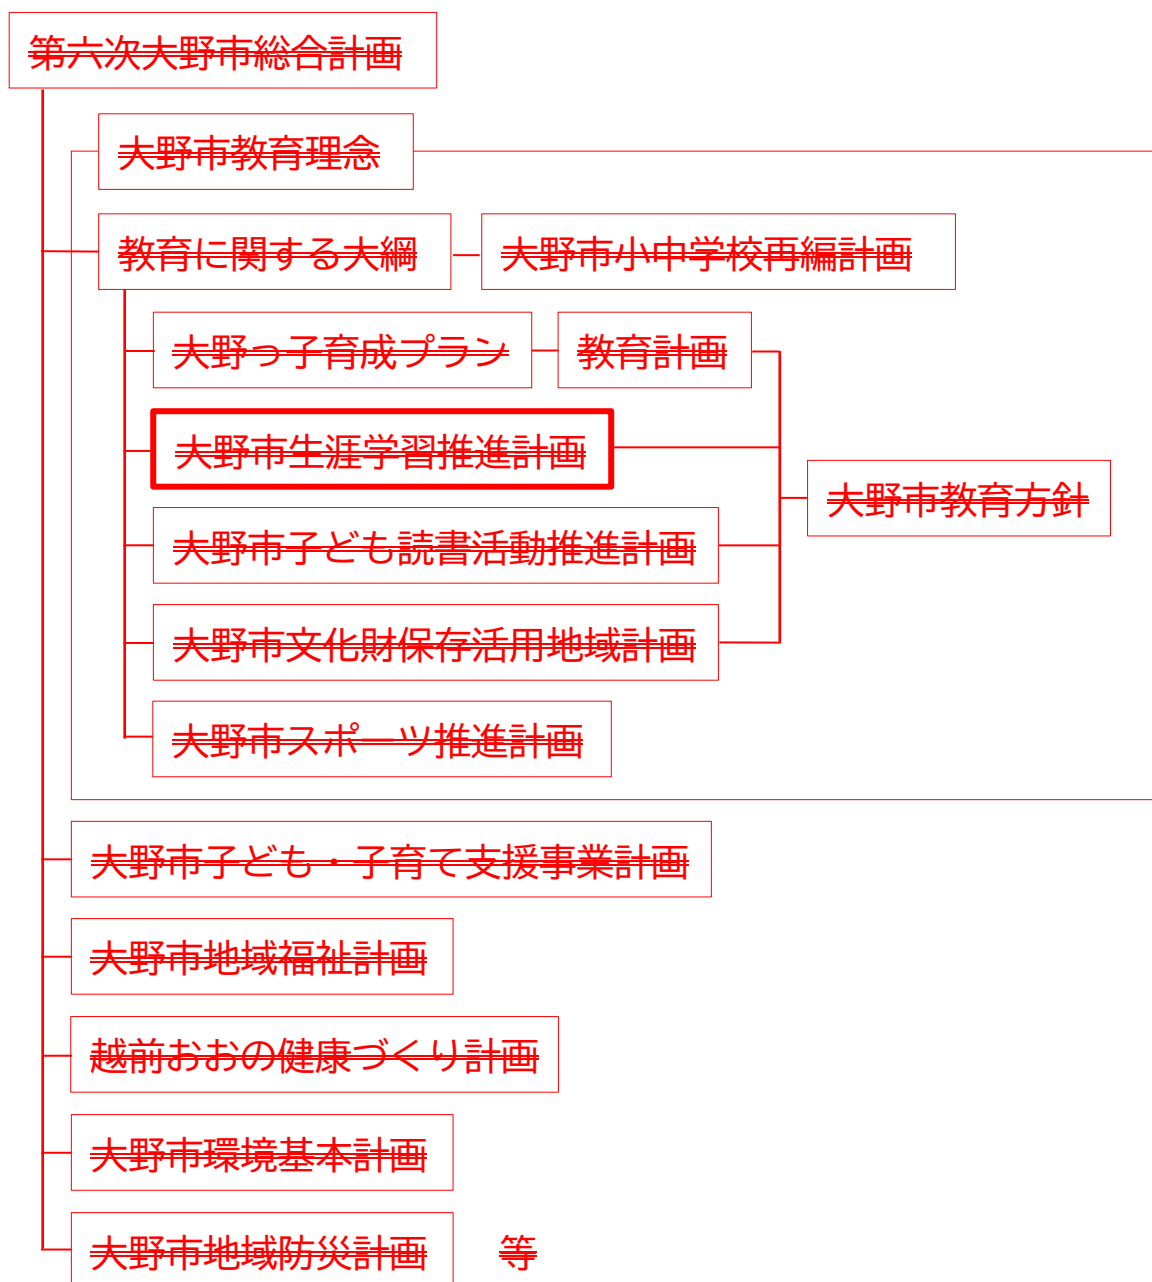 第六次大野市総合計画
大野市教育理念
教育に関する大綱 大野市小中学校再編計画
大野っ子育成プラン 教育計画
大野市生涯学習推進計画
大野市教育方針
大野市子ども読書活動推進計画
大野市文化財保存活用地域計画
大野市スポーツ推進計画
大野市子ども・子育て支援事業計画
大野市地域福祉計画
越前おおの健康づくり計画
大野市環境基本計画
大野市地域防災計画 等